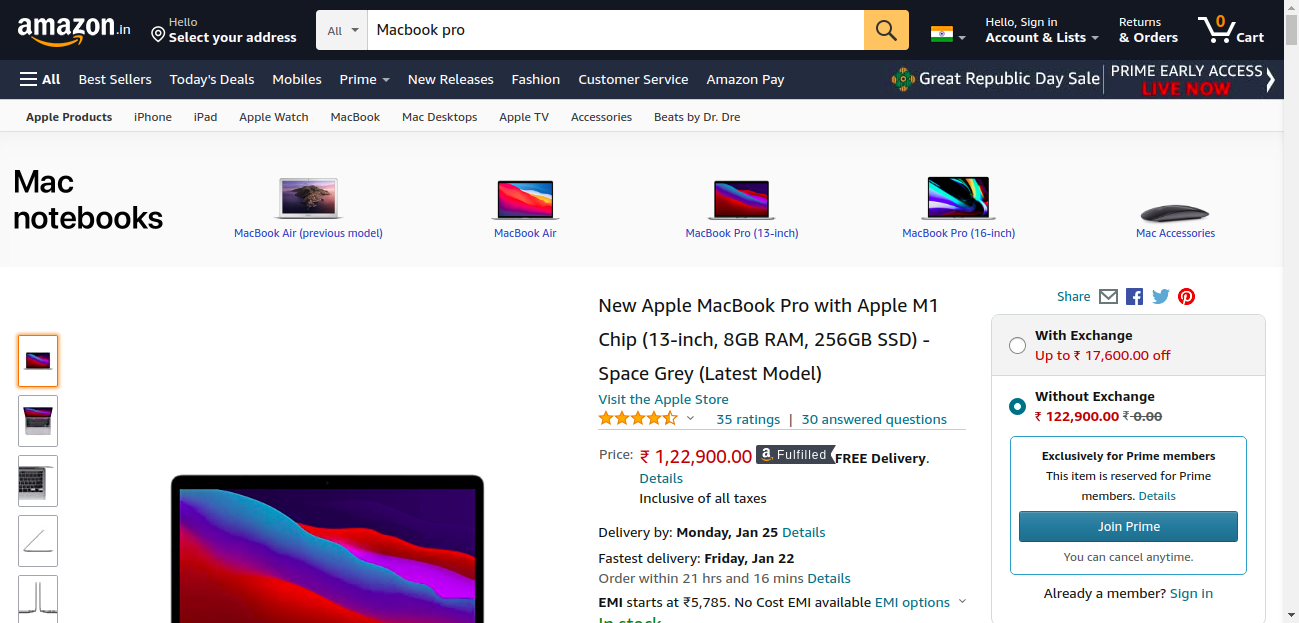 amazon.in
Hello
Select your address
All
Macbook pro
Hello, Sign in
Account & Lists
Returns
& Orders
0
Cart
All
Best Sellers
Today's Deals
Mobiles
Prime
New Releases
Fashion
Customer Service
Amazon Pay
Great Republic Day Sale
PRIME EARLY ACCESS
LIVE NOW
Apple Products
iPhone
iPad
Apple Watch
MacBook
Mac Desktops
Apple TV
Accessories
Beats by Dr. Dre
Mac
notebooks
MacBook Air (previous model)
MacBook Air
MacBook Pro (13-inch)
MacBook Pro (16-inch)
Mac Accessories
New Apple MacBook Pro with Apple M1
Chip (13-inch, 8GB RAM, 256GB SSD) -
Space Grey (Latest Model)
Visit the Apple Store
35 ratings | 30 answered questions
Price: ₹ 1,22,900.00 a Fulfilled FREE Delivery.
Details
Inclusive of all taxes
Delivery by: Monday, Jan 25 Details
Fastest delivery: Friday, Jan 22
Order within 21 hrs and 16 mins Details
EMI starts at ₹5,785. No Cost EMI available EMI options
In stock
Share
With Exchange
Up to ₹ 17,600.00 off
Without Exchange
₹ 122,900.00 ₹ 0.00
Exclusively for Prime members
This item is reserved for Prime
members. Details
Join Prime
You can cancel anytime.
Already a member? Sign in